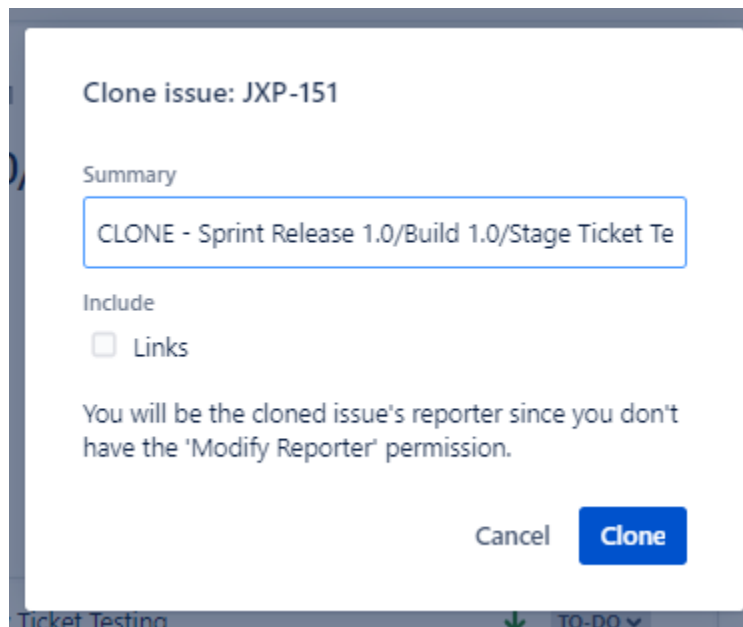 Clone issue: JXP-151
Summary
CLONE - Sprint Release 1.0/Build 1.0/Stage Ticket Te
Include
Links
You will be the cloned issue's reporter since you don't
have the 'Modify Reporter' permission.
Cancel Clone
Ticket Testing TO-DO